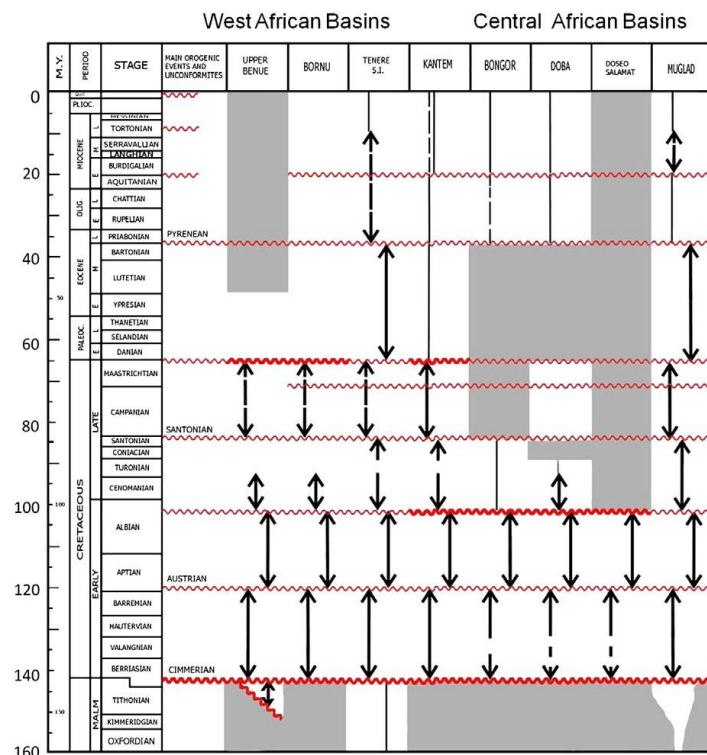 West African Basins
Central African Basins
M.Y.
PERIOD
STAGE
MAIN OROGENIC
EVENTS AND
UNCONFORMITES
UPPER
BENUE
BORNU
TENERE
S.I.
KANTEM
BONGOR
DOBA
DOSEO
SALAMAT
MUGLAD
0
PLIOC.
MESSINIAN
TORTONIAN
SERRAVALLIAN
LANGHIAN
BURDIGALIAN
20
AQUITANIAN
MIOCENE
L
M
E
CHATTIAN
RUPELIAN
OLIG.
L
E
PRIABONIAN
PYRENEAN
BARTONIAN
40
LUTETIAN
EOCENE
L
M
E
50
YPRESIAN
THANETIAN
SELANDIAN
60
DANIAN
PALEOC.
L
E
MAASTRICHTIAN
CAMPANIAN
80
SANTONIAN
SANTONIAN
CONIACIAN
TURONIAN
CENOMANIAN
LATE
100
100
ALBIAN
APTIAN
120
AUSTRIAN
BARREMIAN
HAUTERVIAN
VALANGNIAN
BERRIASIAN
EARLY
CRETACEOUS
140
CIMMERIAN
TITHONIAN
150
KIMMERIDGIAN
OXFORDIAN
MALM
160